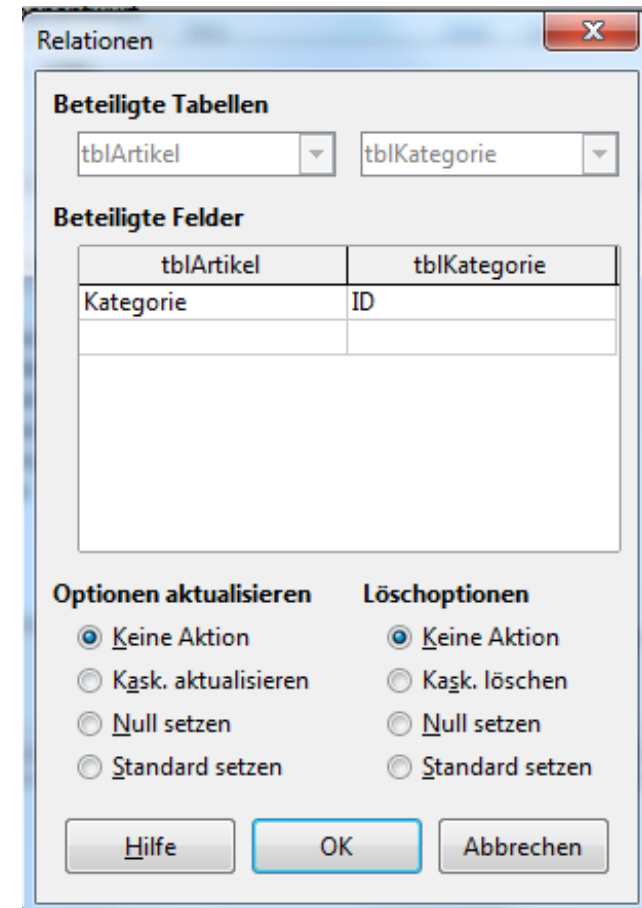 Relationen
Beteiligte Tabellen
tblArtikel tblKategorie
Beteiligte Felder
tblArtikel tblKategorie
Kategorie ID
Optionen aktualisieren Löschoptionen
Keine Aktion Keine Aktion
Kask. aktualisieren Kask. löschen
Null setzen Null setzen
Standard setzen Standard setzen
Hilfe OK Abbrechen